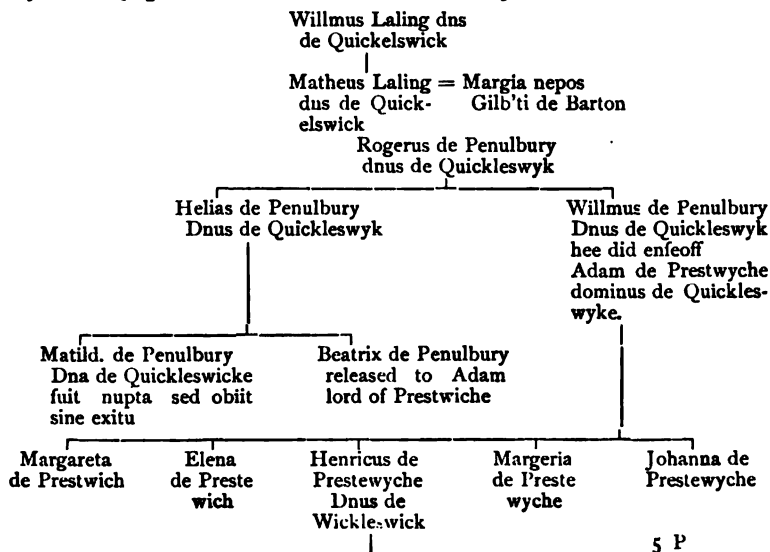 Willmus Laling dns
de Quickelswick
Matheus Laling = Margia nepos
dus de Quick- Gilb'ti de Barton
elswick
Rogerus de Penulbury
dnus de Quickleswyk
Helias de Penulbury
Dnus de Quickleswyk
Willmus de Penulbury
Dnus de Quickleswyk
hee did enfeoff
Adam de Prestwyche
dominus de Quickles-
wyke.
Matild. de Penulbury
Dna de Quickleswicke
fuit nupta sed obiit
sine exitu
Beatrix de Penulbury
released to Adam
lord of Prestwiche
Margareta
de Prestwich
Elena
de Preste
wich
Henricus de
Prestewyche
Dnus de
Wickleswick
Margeria
de Preste
wyche
Johanna de
Prestewyche
5 P